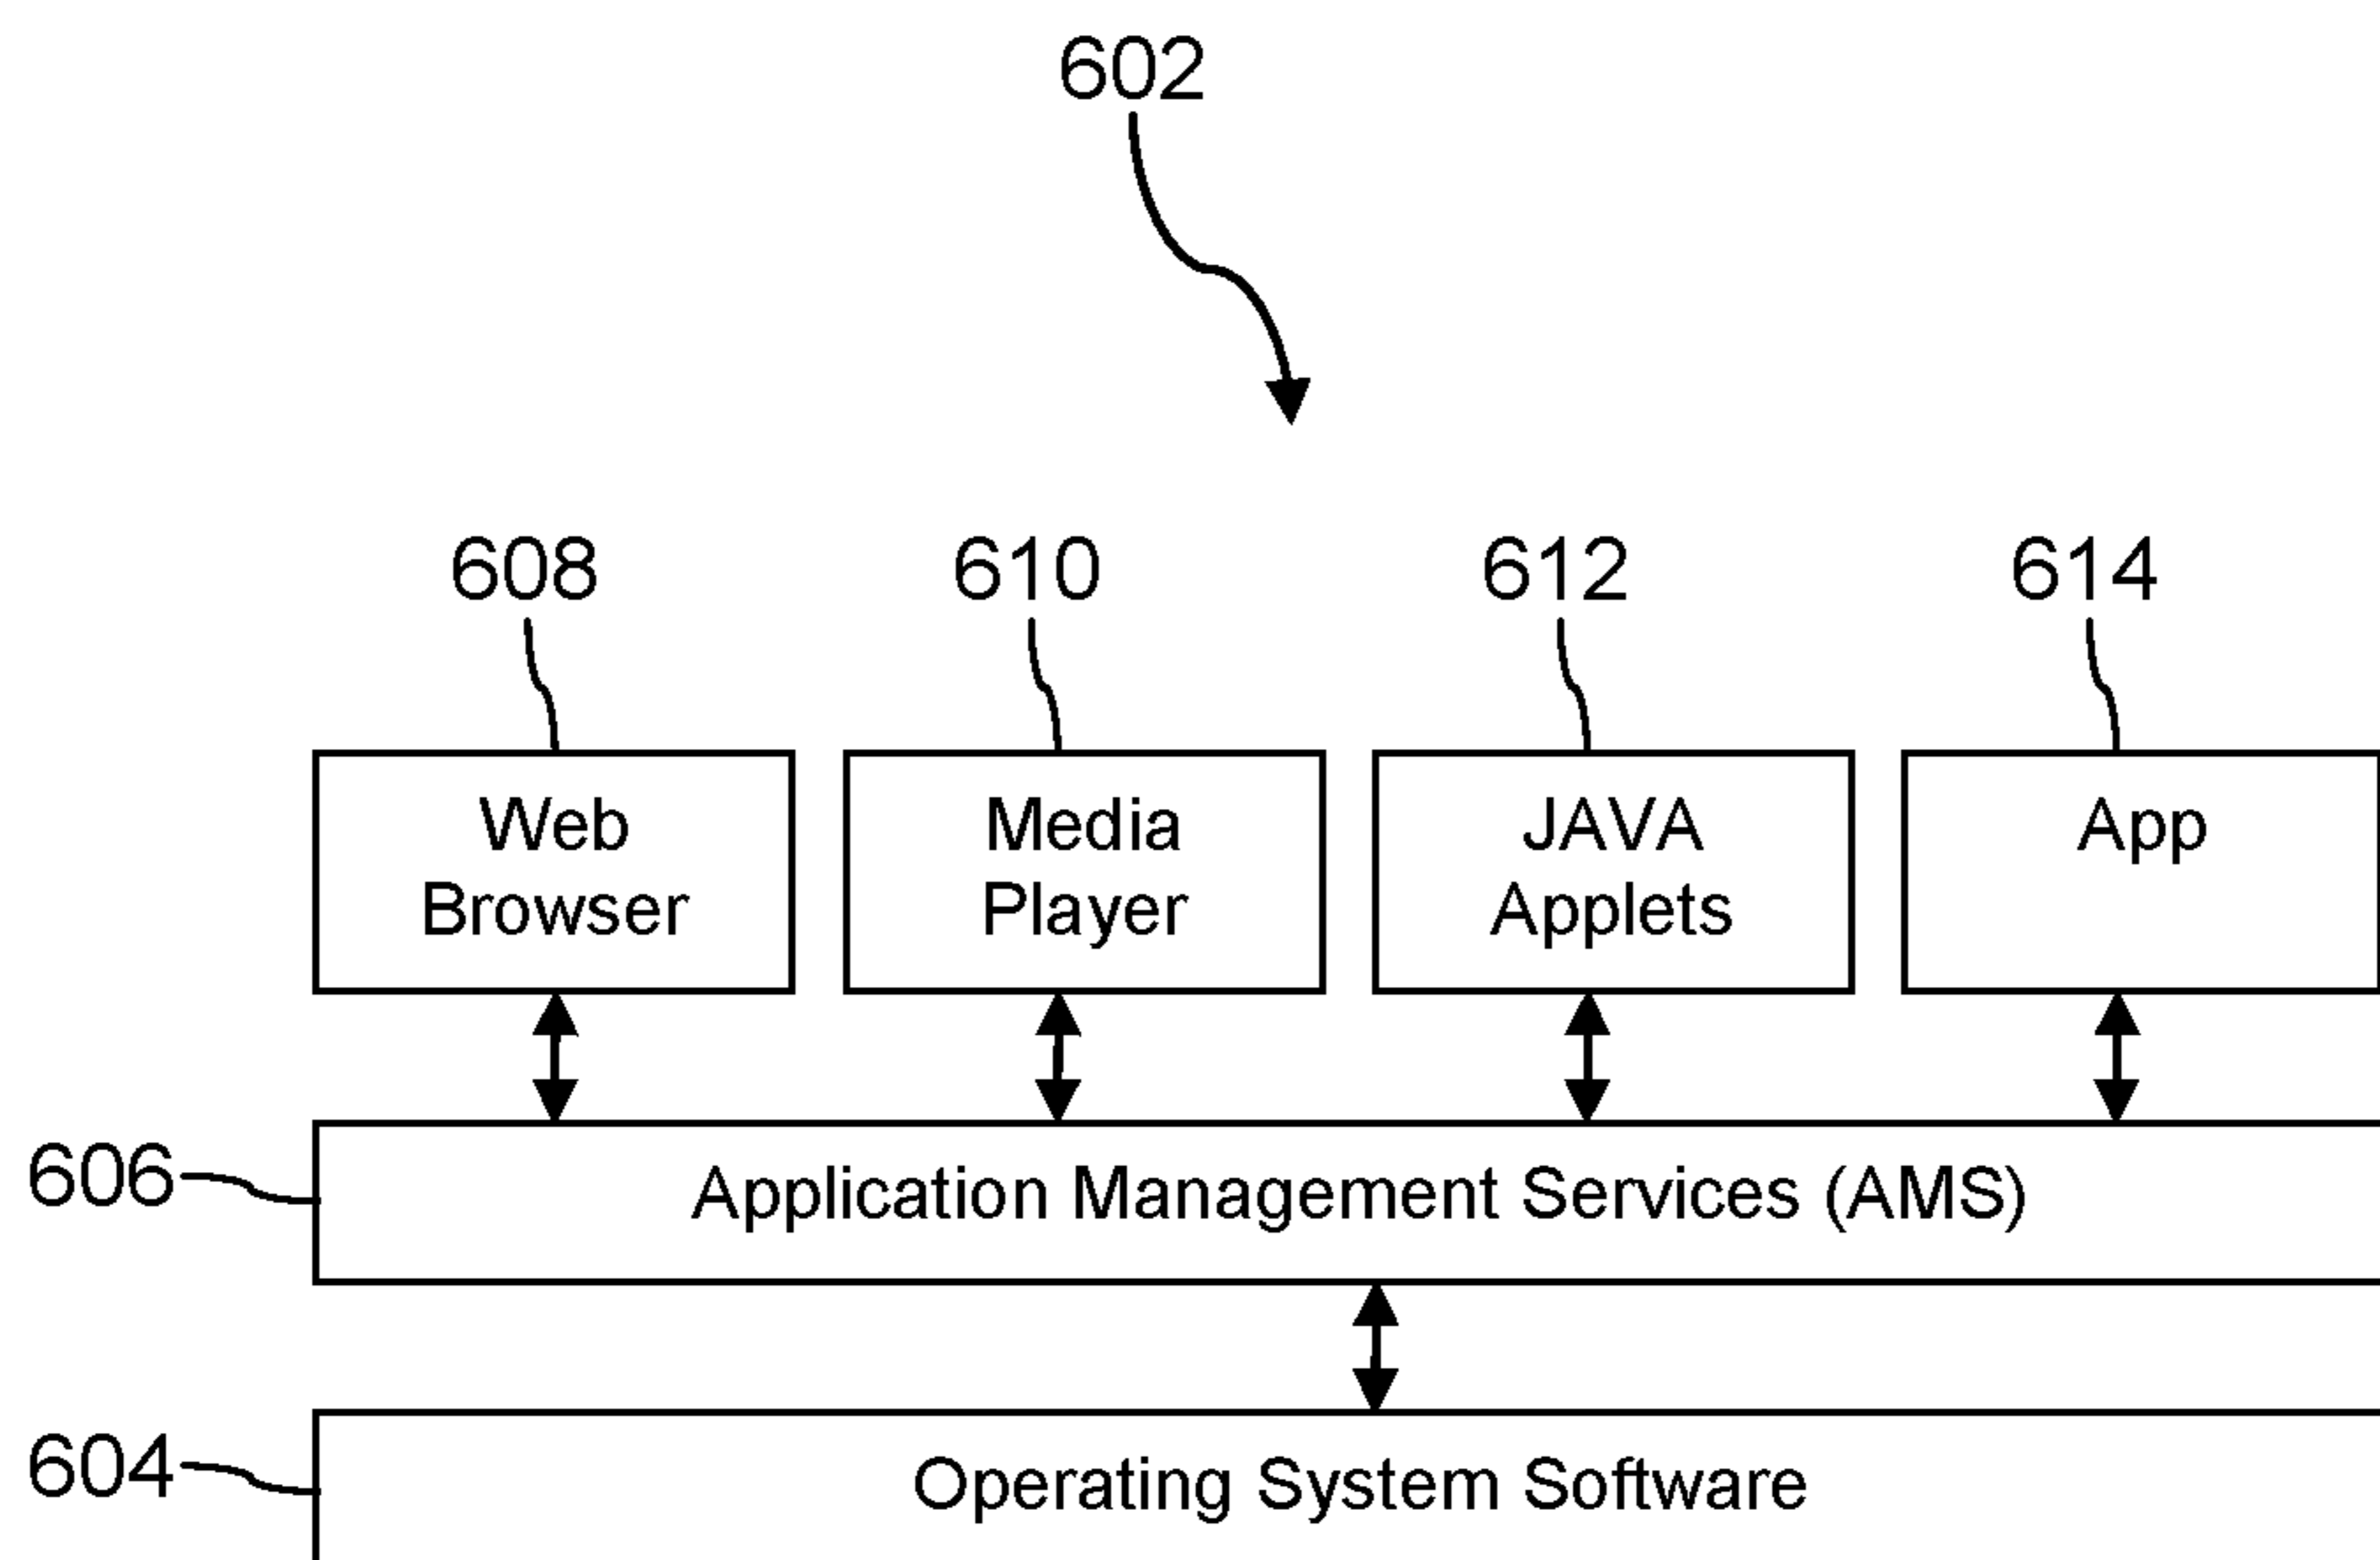 602
608
610
612
614
Web
Browser
Media
Player
JAVA
Applets
App
606
Application Management Services (AMS)
604
Operating System Software